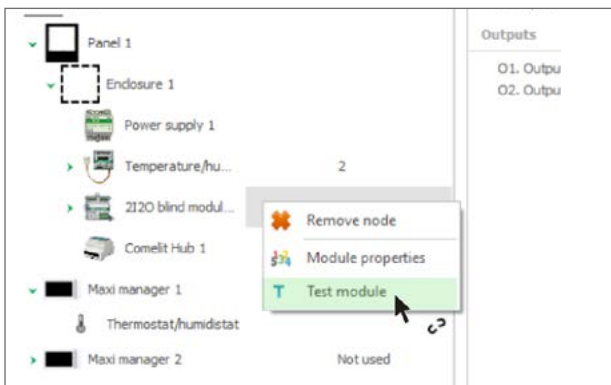 Panel 1
Outputs
Enclosure 1
O1. Outpu
O2. Outpu
Power supply 1
Temperature/hu... 2
2I2O blind modul...
Remove node
Comelit Hub 1
Module properties
Maxi manager 1
Test module
Thermostat/humidistat
Maxi manager 2 Not used